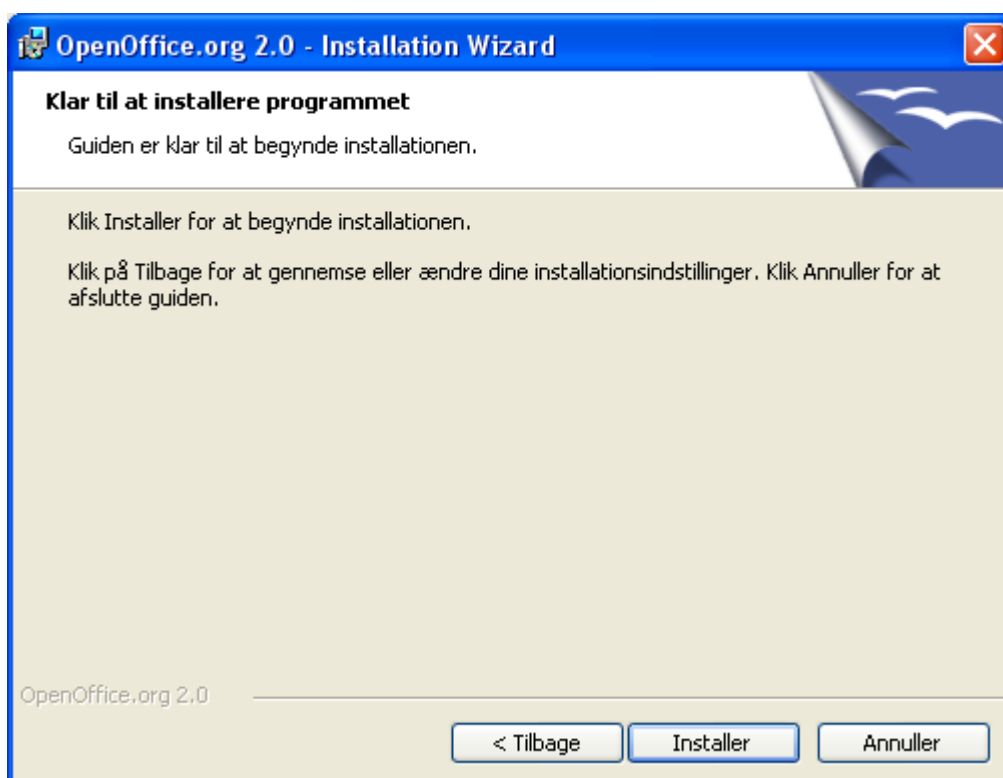 OpenOffice.org 2.0 - Installation Wizard
Klar til at installere programmet
Guiden er klar til at begynde installationen.
Klik Installer for at begynde installationen.
Klik på Tilbage for at gennemse eller ændre dine installationsindstillinger. Klik Annuller for at
afslutte guiden.
OpenOffice.org 2.0
< Tilbage
Installer
Annuller